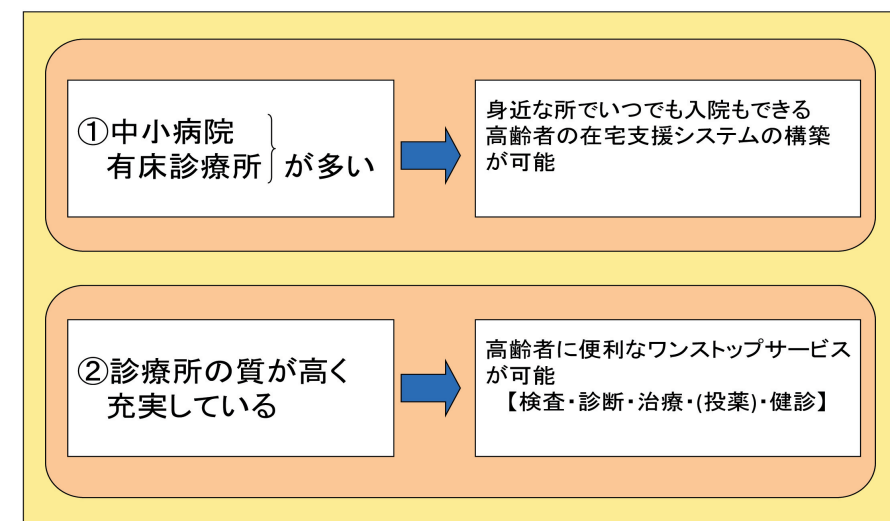 ①中小病院
有床診療所
が多い
身近な所でいつでも入院もできる
高齢者の在宅支援システムの構築
が可能
②診療所の質が高く
充実している
高齢者に便利なワンストップサービス
が可能
【検査・診断・治療・(投薬)・健診】